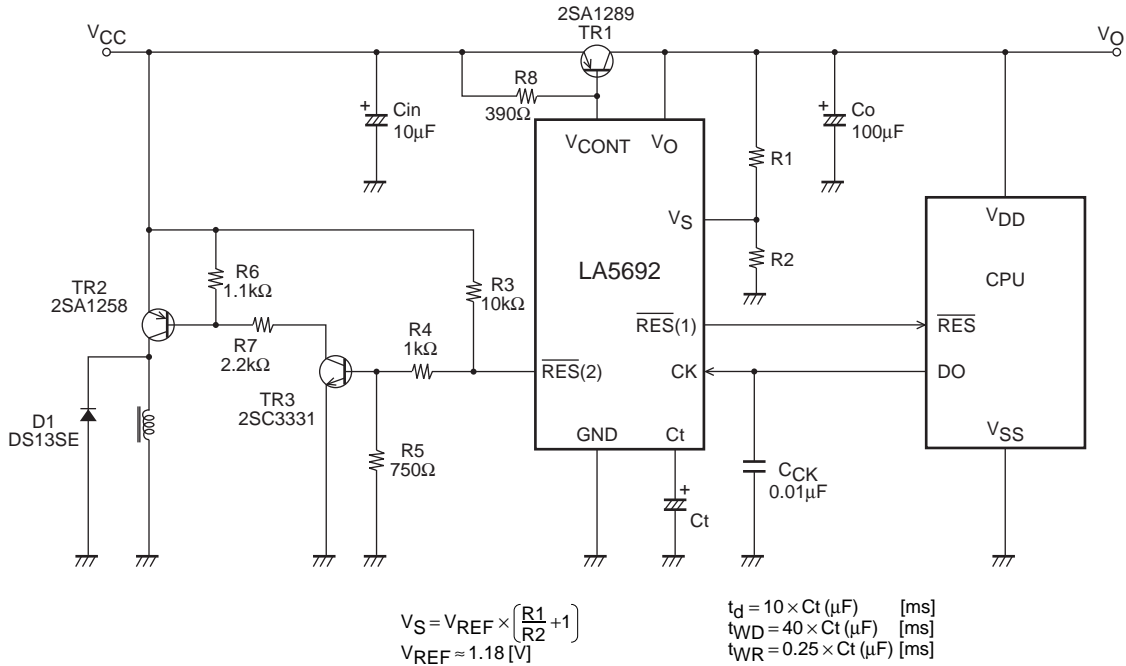 2SA1289
TR1
VCC
VO
R8
390Ω
Cin
10μF
+
VCONT
VO
R1
Co
100μF
+
VS
R2
VDD
CPU
LA5692
R6
1.1kΩ
R3
10kΩ
TR2
2SA1258
R7
2.2kΩ
R4
1kΩ
RES(1)
RES
RES(2)
CK
DO
TR3
2SC3331
D1
DS13SE
R5
750Ω
GND
Ct
VSS
CCK
0.01μF
+
Ct
VS = VREF × (R1/R2 +1)
VREF ≈ 1.18 [V]
td = 10 × Ct (μF) [ms]
tWD = 40 × Ct (μF) [ms]
tWR = 0.25 × Ct (μF) [ms]